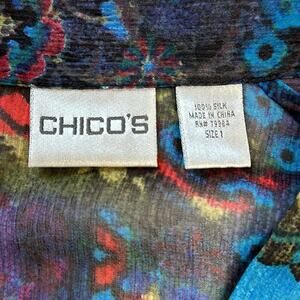 CHICO'S
100% SILK
MADE IN CHINA
RN# 79984
SIZE 1